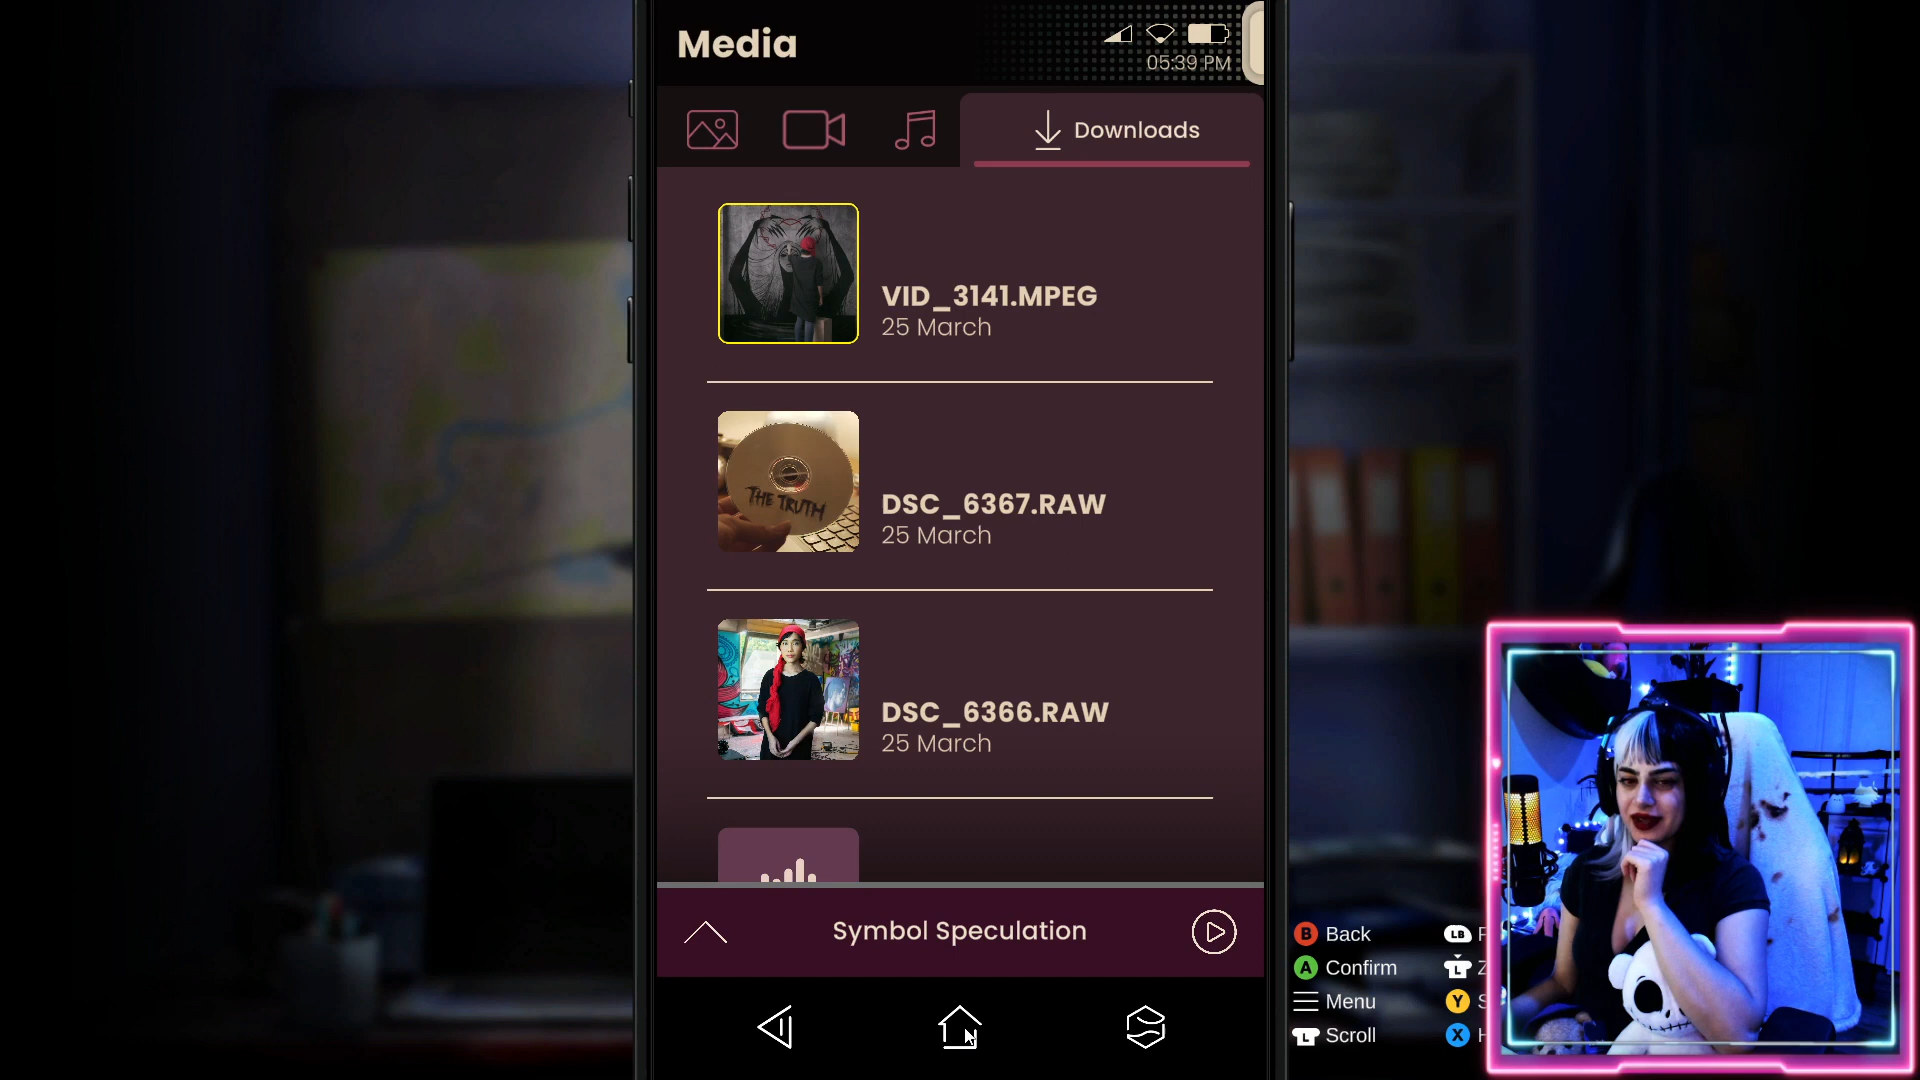 Media
05:39 PM
Downloads
VID_3141.MPEG
25 March
THE TRUTH
DSC_6367.RAW
25 March
DSC_6366.RAW
25 March
Symbol Speculation
B Back
LB
A Confirm
L
Menu
Y
L Scroll
X